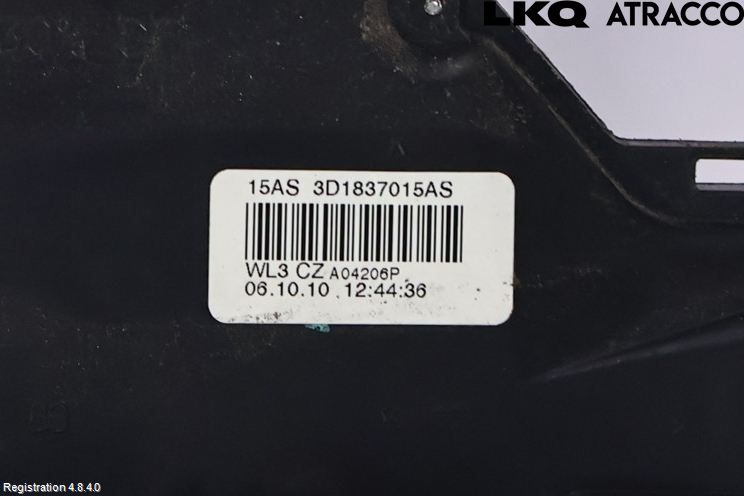 LKQ ATRACCO
15AS 3D1837015AS
WL3 CZ A04206P
06.10.10 12:44:36
Registration 4.8.4.0